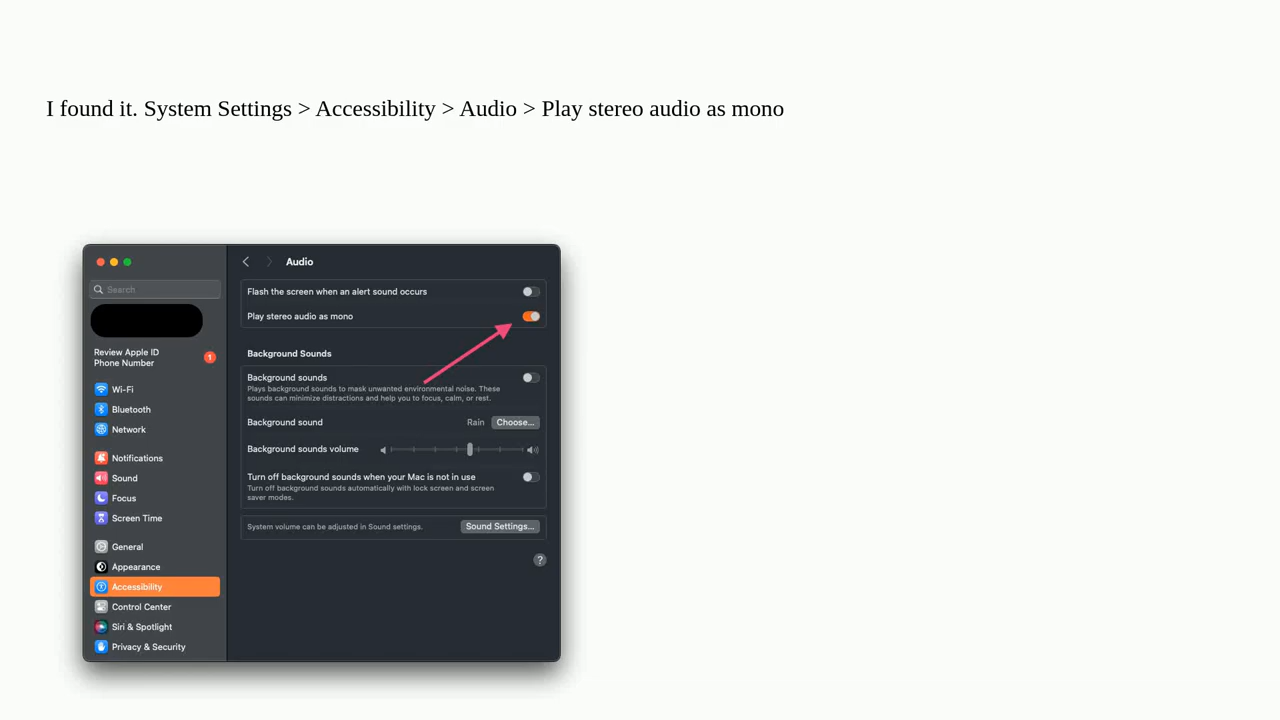 I found it. System Settings > Accessibility > Audio > Play stereo audio as mono
Audio
Search
Review Apple ID
Phone Number
1
Wi-Fi
Bluetooth
Network
Notifications
Sound
Focus
Screen Time
General
Appearance
Accessibility
Control Center
Siri & Spotlight
Privacy & Security
Flash the screen when an alert sound occurs
Play stereo audio as mono
Background Sounds
Background sounds
Plays background sounds to mask unwanted environmental noise. These
sounds can minimize distractions and help you to focus, calm, or rest.
Background sound Rain Choose...
Background sounds volume
Turn off background sounds when your Mac is not in use
Turn off background sounds automatically with lock screen and screen
saver modes.
System volume can be adjusted in Sound settings. Sound Settings...
?